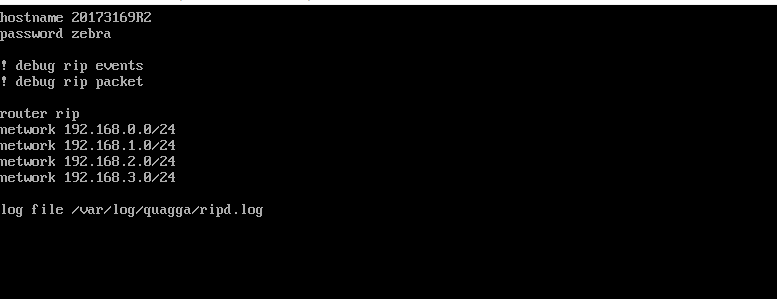 hostname 20173169R2
password zebra
! debug rip events
! debug rip packet
router rip
network 192.168.0.0/24
network 192.168.1.0/24
network 192.168.2.0/24
network 192.168.3.0/24
log file /var/log/quagga/ripd.log